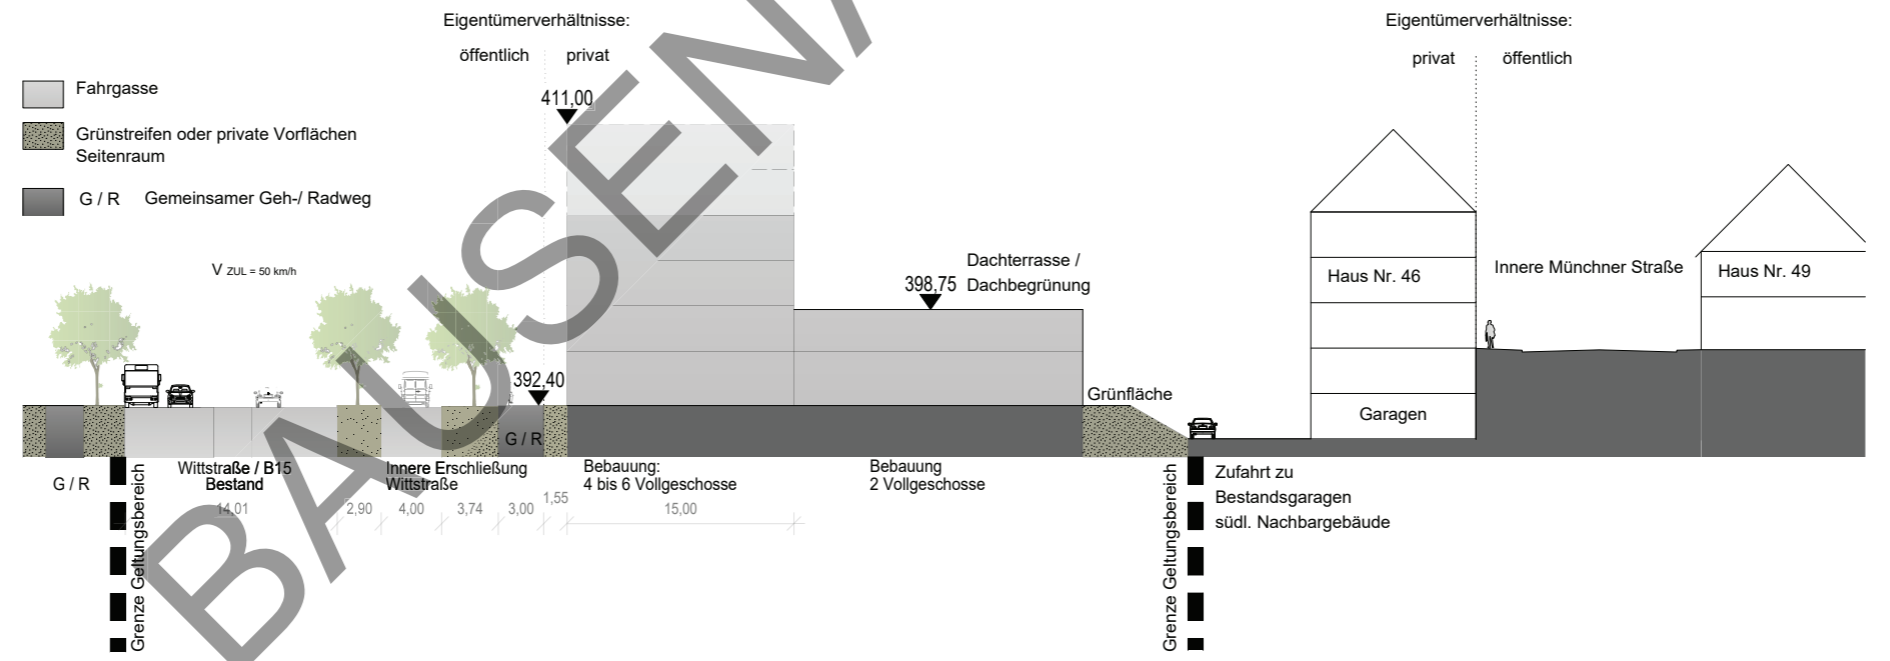 Eigentümerverhältnisse:
öffentlich privat
Eigentümerverhältnisse:
privat öffentlich
Fahrgasse
Grünstreifen oder private Vorflächen
Seitenraum
G / R Gemeinsamer Geh-/ Radweg
V ZUL = 50 km/h
411,00
392,40
398,75
Dachterrasse /
Dachbegrünung
Haus Nr. 46
Innere Münchner Straße
Haus Nr. 49
Grünfläche
Garagen
G / R
G / R
Grenze Geltungsbereich
Wittstraße / B15
Bestand
Innere Erschließung
Wittstraße
Bebauung:
4 bis 6 Vollgeschosse
Bebauung
2 Vollgeschosse
14,01
2,90
4,00
3,74
3,00
1,55
15,00
Grenze Geltungsbereich
Zufahrt zu
Bestandsgaragen
südl. Nachbargebäude
BAUSENA